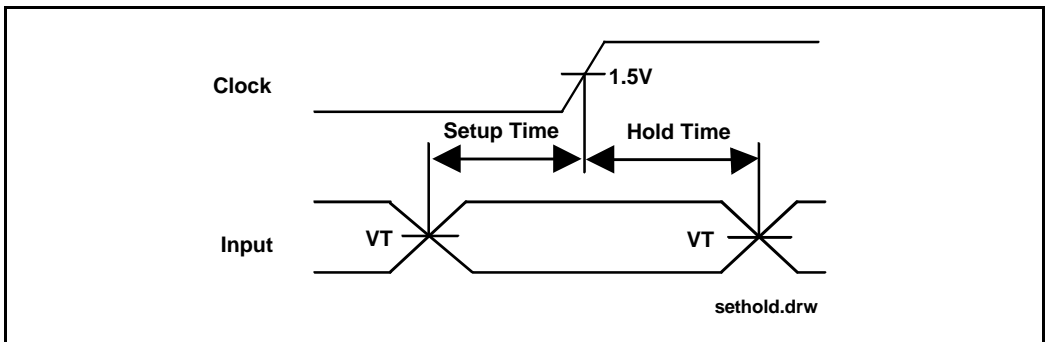 Clock
1.5V
Setup Time
Hold Time
Input
VT
VT
sethold.drw